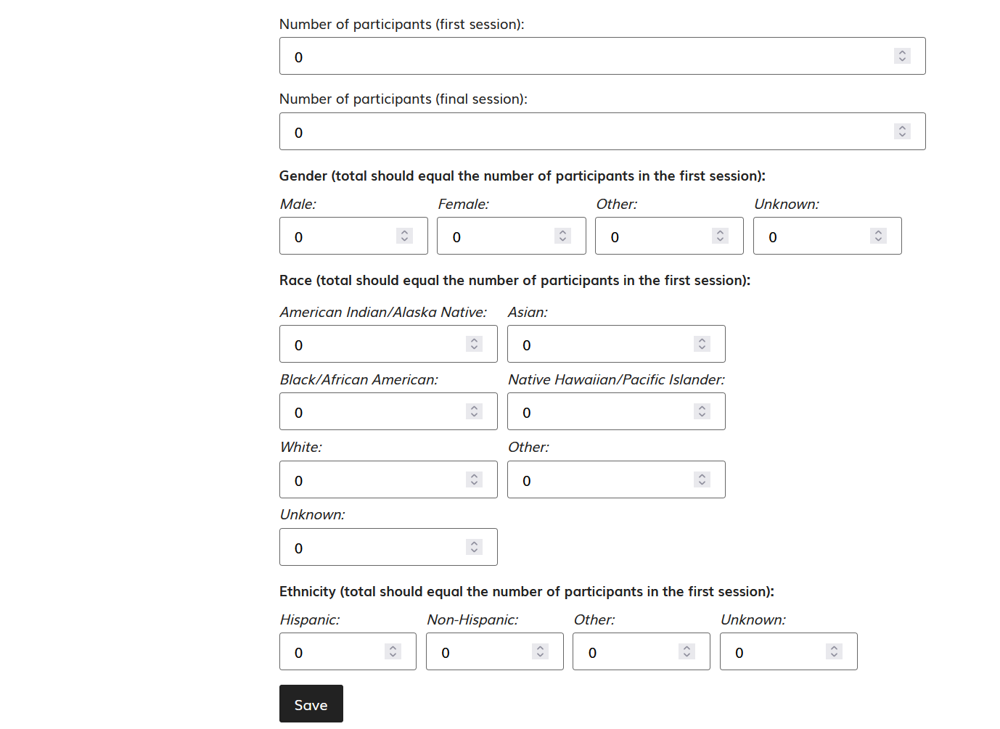 Number of participants (first session):
0
Number of participants (final session):
0
Gender (total should equal the number of participants in the first session):
Male: Female: Other: Unknown:
0 0 0 0
Race (total should equal the number of participants in the first session):
American Indian/Alaska Native: Asian:
0 0
Black/African American: Native Hawaiian/Pacific Islander:
0 0
White: Other:
0 0
Unknown:
0
Ethnicity (total should equal the number of participants in the first session):
Hispanic: Non-Hispanic: Other: Unknown:
0 0 0 0
Save